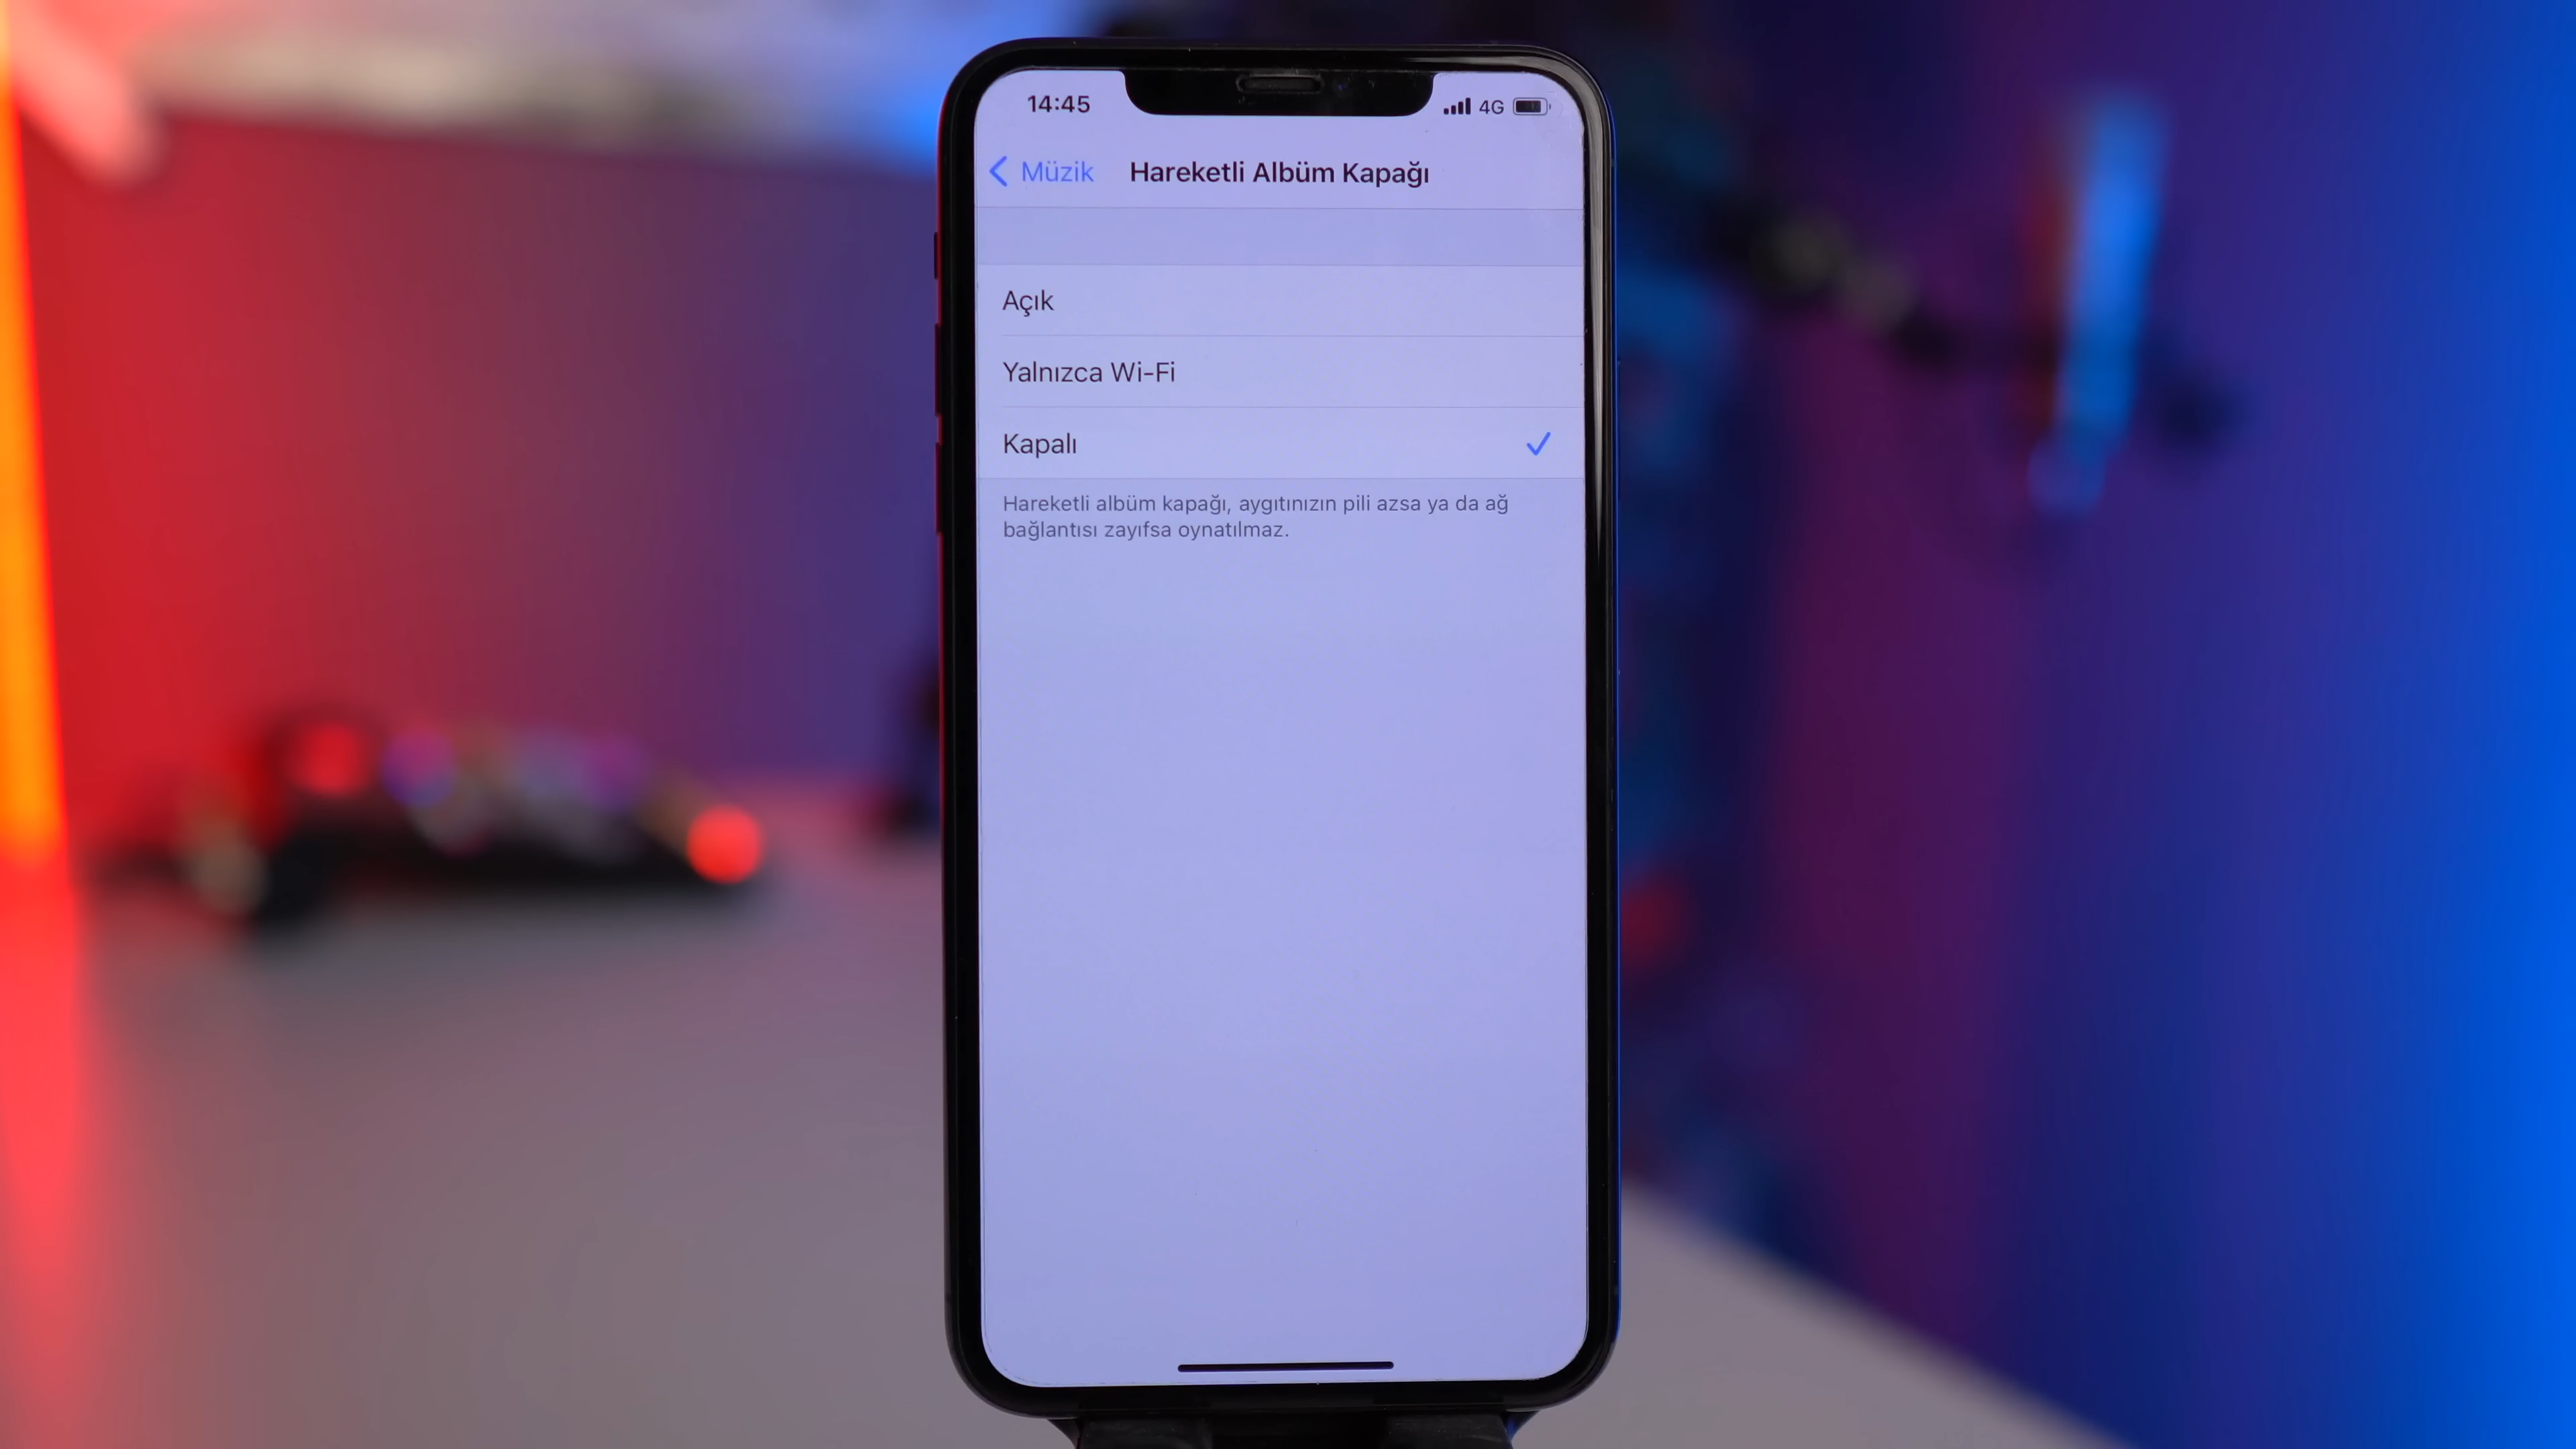 14:45
4G
Müzik
Hareketli Albüm Kapağı
Açık
Yalnızca Wi-Fi
Kapalı
Hareketli albüm kapağı, aygıtınızın pili azsa ya da ağ
bağlantısı zayıfsa oynatılmaz.